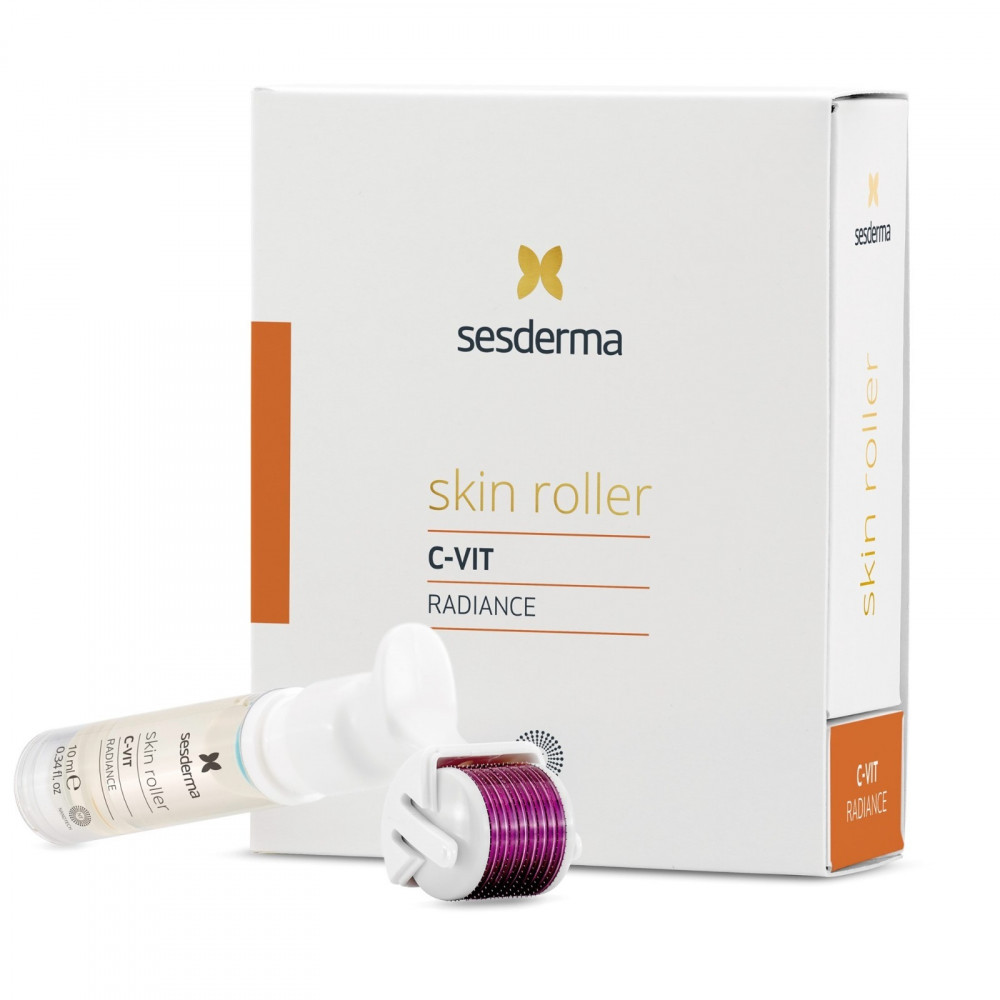 sesderma
skin roller
C-VIT
RADIANCE
sesderma
skin roller
C-VIT
RADIANCE
sesderma
skin roller
C-VIT
RADIANCE
10 ml e
0.34 fl. oz